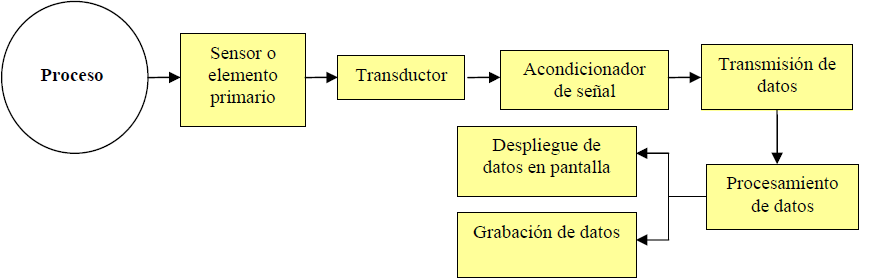 Proceso
Sensor o
elemento
primario
Transductor
Acondicionador
de señal
Transmisión de
datos
Procesamiento
de datos
Despliegue de
datos en pantalla
Grabación de datos